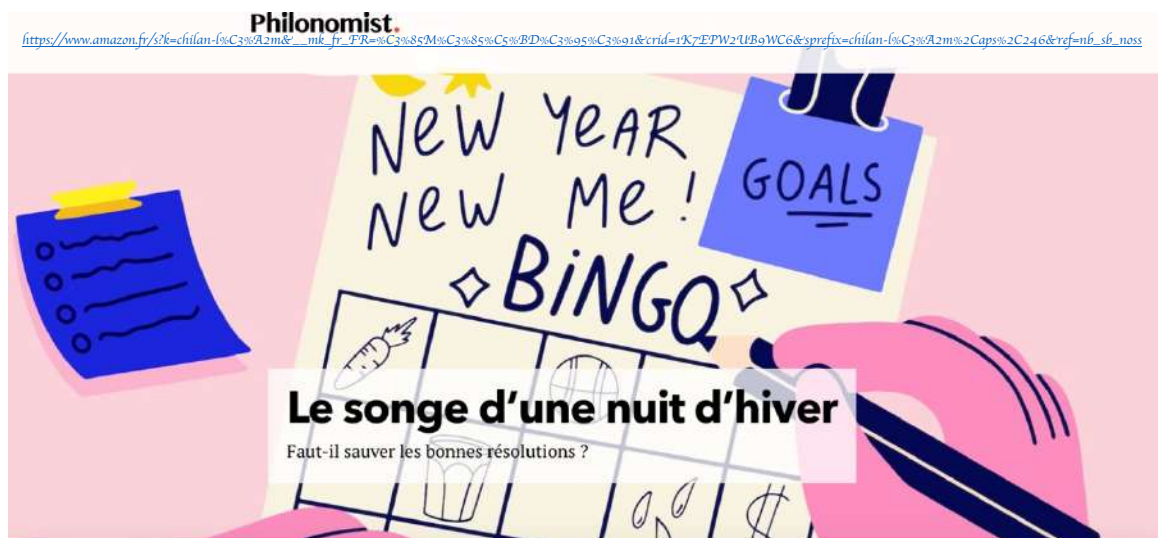 Philonomist.
https://www.amazon.fr/s?k=chilan-l%C3%A2m&__mk_fr_FR=%C3%85M%C3%85%C5%BD%C3%95%C3%91&crid=1K7EPW2UB9WC6&sprefix=chilan-l%C3%A2m%2Caps%2C246&ref=nb_sb_noss
NeW YeAR
NeW Me !
BiNGO
GOALS
Le songe d'une nuit d'hiver
Faut-il sauver les bonnes résolutions ?
$